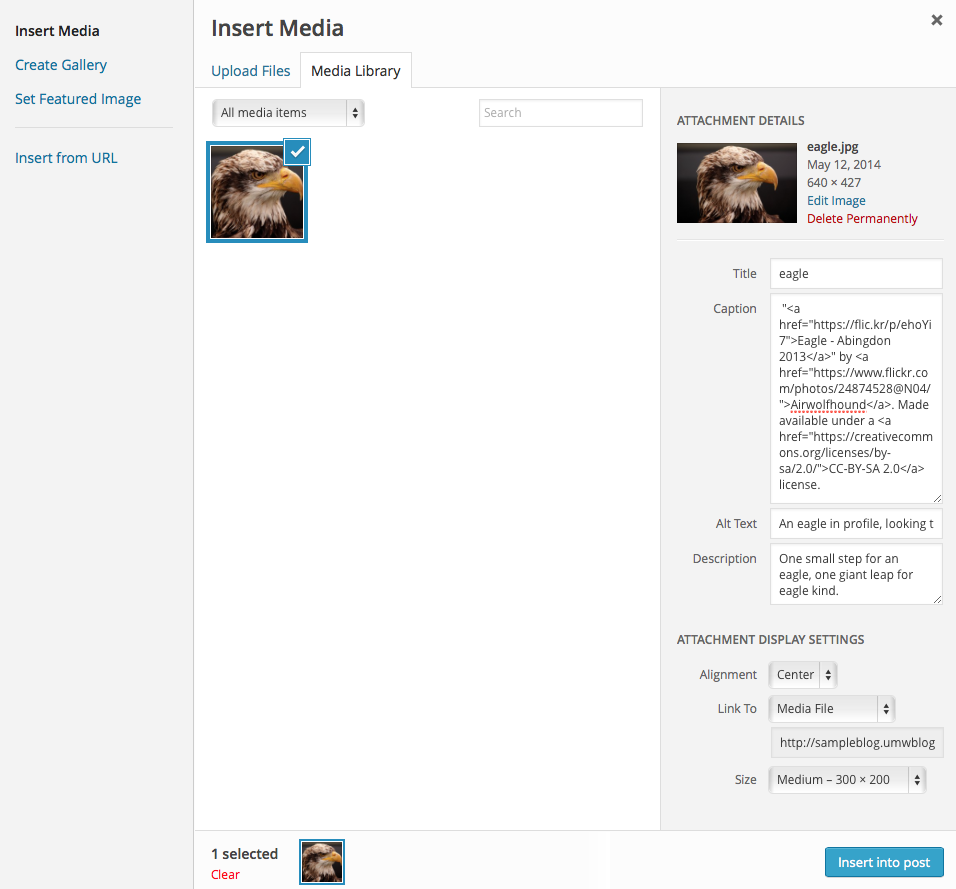 Insert Media
Create Gallery
Set Featured Image
Insert from URL
Insert Media
Upload Files
Media Library
All media items
Search
ATTACHMENT DETAILS
eagle.jpg
May 12, 2014
640 × 427
Edit Image
Delete Permanently
Title
eagle
Caption
"<a
href="https://flic.kr/p/ehoYi
7">Eagle - Abingdon
2013</a>" by <a
href="https://www.flickr.co
m/photos/24874528@N04/
">Airwolfhound</a>. Made
available under a <a
href="https://creativecomm
ons.org/licenses/by-
sa/2.0/">CC-BY-SA 2.0</a>
license.
Alt Text
An eagle in profile, looking t
Description
One small step for an
eagle, one giant leap for
eagle kind.
ATTACHMENT DISPLAY SETTINGS
Alignment
Center
Link To
Media File
http://sampleblog.umwblog
Size
Medium – 300 × 200
1 selected
Clear
Insert into post